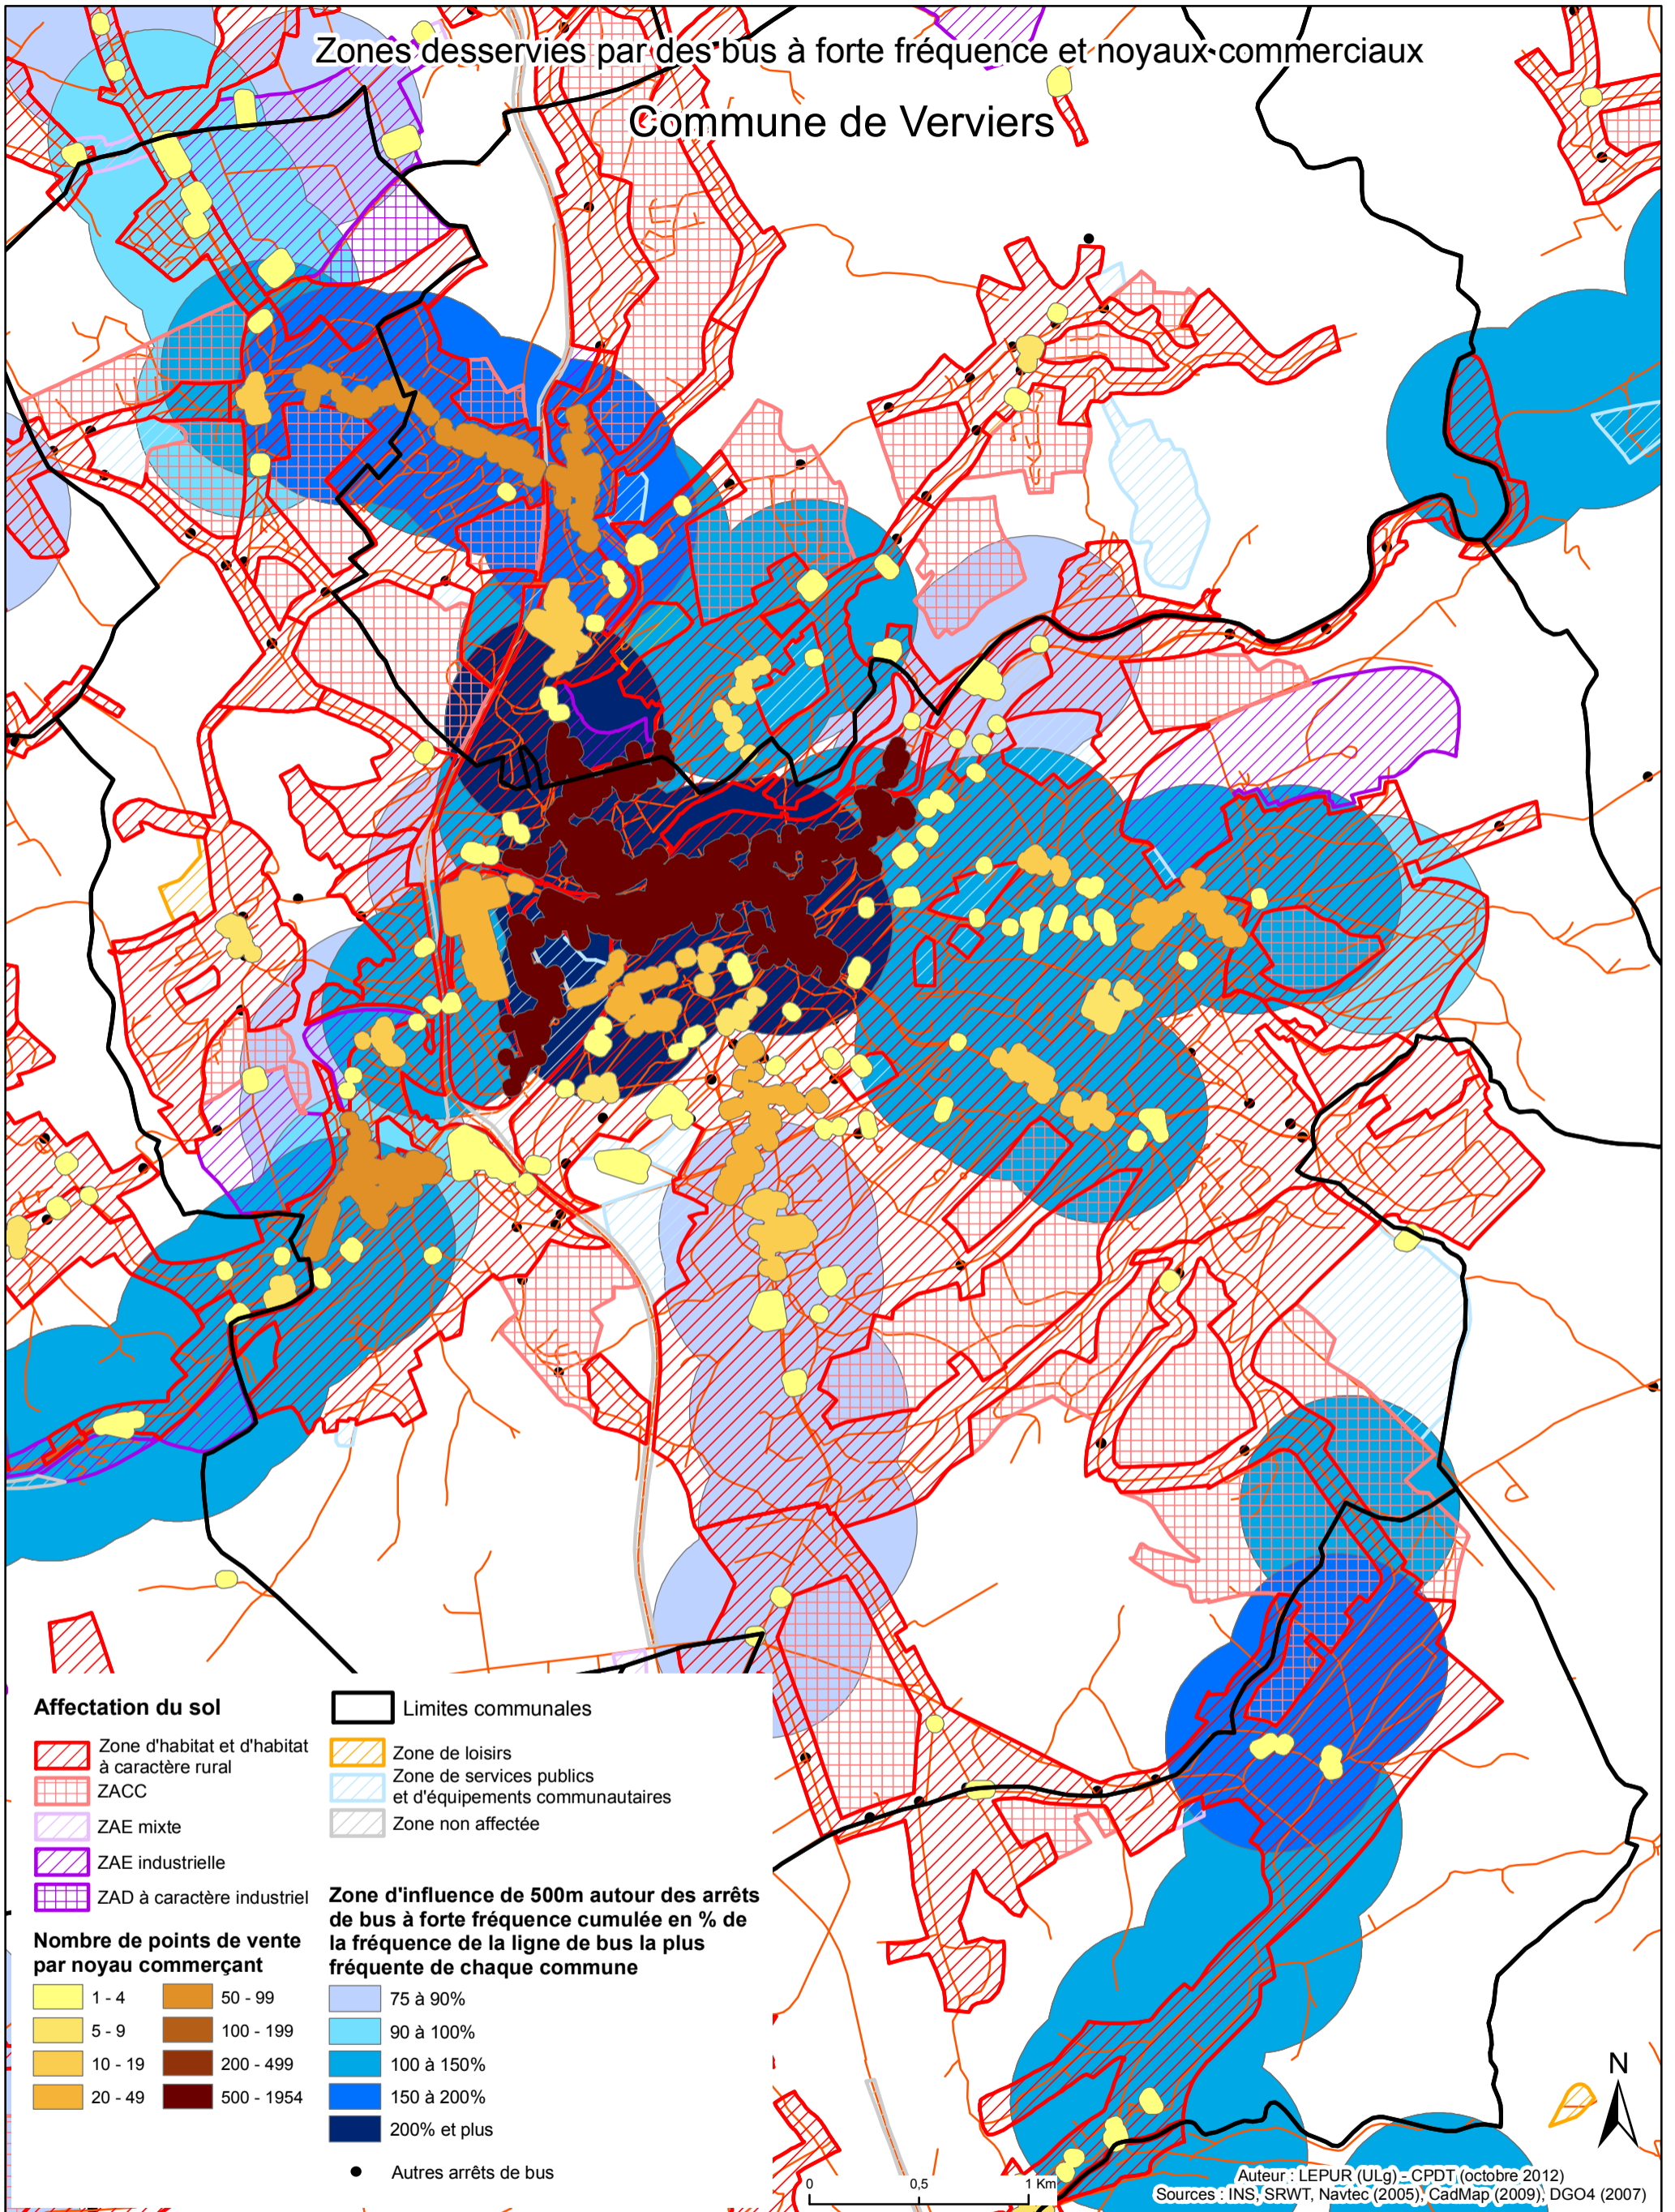 Zones desservies par des bus à forte fréquence et noyaux commerciaux
Commune de Verviers
Affectation du sol
Zone d'habitat et d'habitat
à caractère rural
ZACC
ZAE mixte
ZAE industrielle
ZAD à caractère industriel
Limites communales
Zone de loisirs
Zone de services publics
et d'équipements communautaires
Zone non affectée
Nombre de points de vente
par noyau commerçant
1 - 4
5 - 9
10 - 19
20 - 49
50 - 99
100 - 199
200 - 499
500 - 1954
Zone d'influence de 500m autour des arrêts
de bus à forte fréquence cumulée en % de
la fréquence de la ligne de bus la plus
fréquente de chaque commune
75 à 90%
90 à 100%
100 à 150%
150 à 200%
200% et plus
Autres arrêts de bus
0 0,5 1 Km
N
Auteur : LEPUR (ULg) - CPDT (octobre 2012)
Sources : INS, SRWT, Navtec (2005), CadMap (2009), DGO4 (2007)